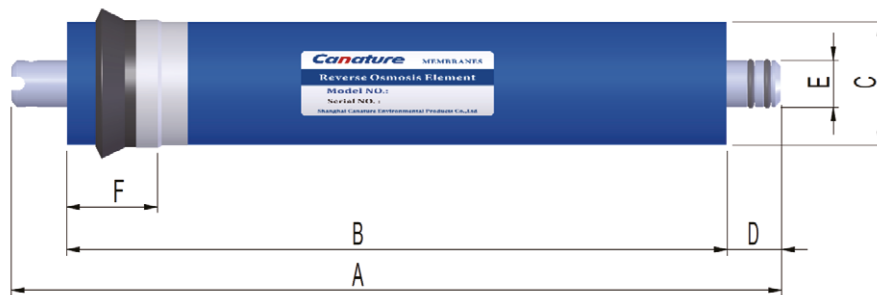 Canature MEMBRANES
Reverse Osmosis Element
Model NO.:
Serial NO. :
Shanghai Canature Environmental Products Co.,Ltd.
E
C
F
B
D
A